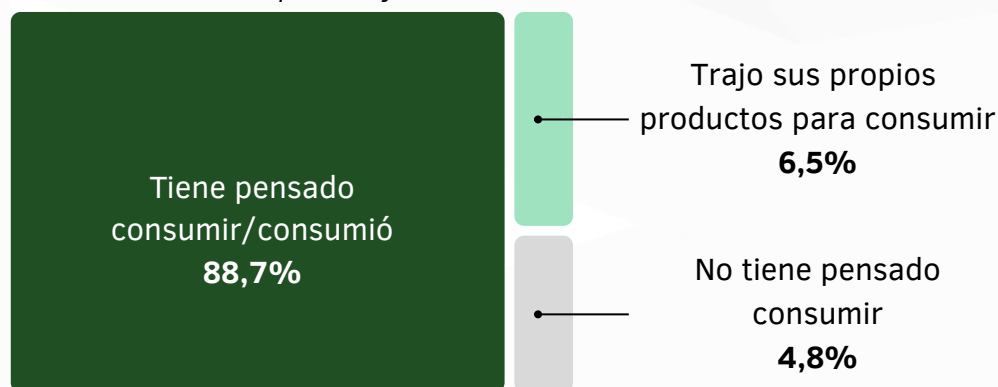 Tiene pensado
consumir/consumió
88,7%
Trajo sus propios
productos para consumir
6,5%
No tiene pensado
consumir
4,8%